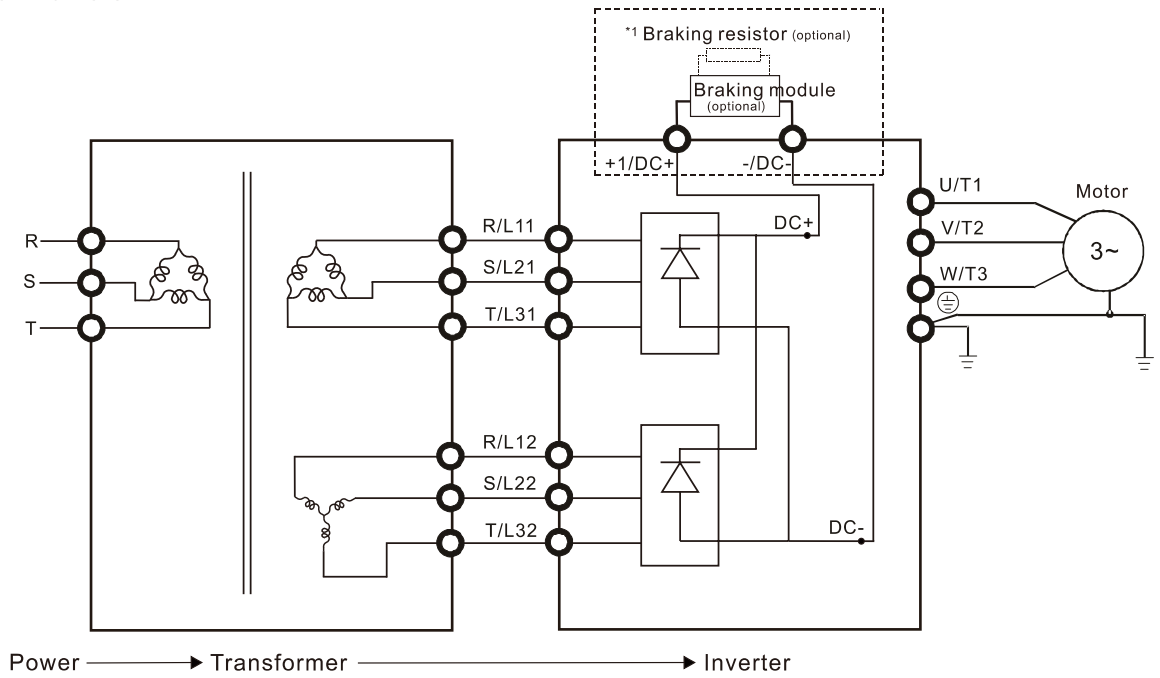 *1 Braking resistor (optional)
Braking module
(optional)
+1/DC+
-/DC-
R
S
T
R/L11
S/L21
T/L31
R/L12
S/L22
T/L32
DC+
DC-
U/T1
V/T2
W/T3
Motor
3~
Power
Transformer
Inverter